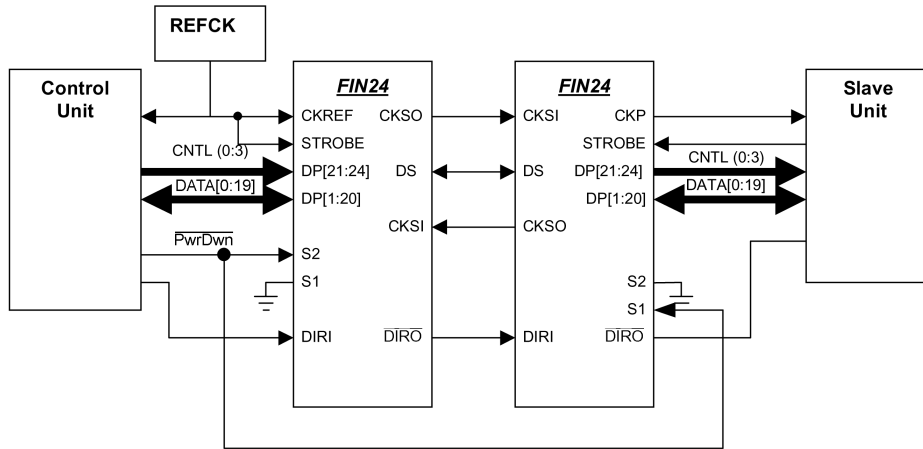 REFCK
Control
Unit
FIN24
FIN24
Slave
Unit
CKREF
CKSO
CKSI
CKP
STROBE
STROBE
CNTL (0:3)
CNTL (0:3)
DP[21:24]
DS
DS
DP[21:24]
DATA[0:19]
DATA[0:19]
DP[1:20]
DP[1:20]
CKSI
CKSO
PwrDwn
S2
S1
S2
S1
DIRI
DIRO
DIRI
DIRO